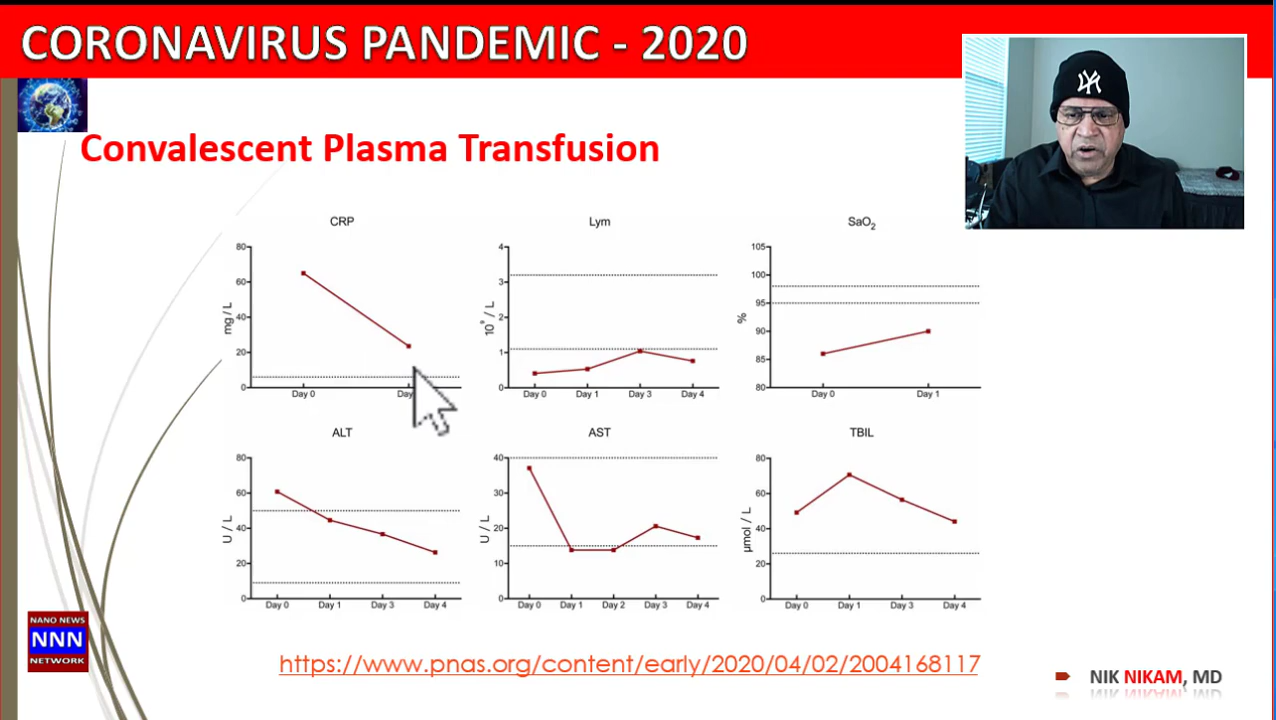 CORONAVIRUS PANDEMIC - 2020
Convalescent Plasma Transfusion
CRP
80
60
40
20
0
mg / L
Day 0
Day
Lym
4
3
2
1
0
10⁹ / L
Day 0 Day 1 Day 3 Day 4
SaO₂
105
100
95
90
85
80
%
Day 0 Day 1
ALT
80
60
40
20
0
U / L
Day 0 Day 1 Day 3 Day 4
AST
40
30
20
10
0
U / L
Day 0 Day 1 Day 2 Day 3 Day 4
TBIL
80
60
40
20
0
µmol / L
Day 0 Day 1 Day 3 Day 4
NANO NEWS
NNN
NETWORK
https://www.pnas.org/content/early/2020/04/02/2004168117
NIK NIKAM, MD